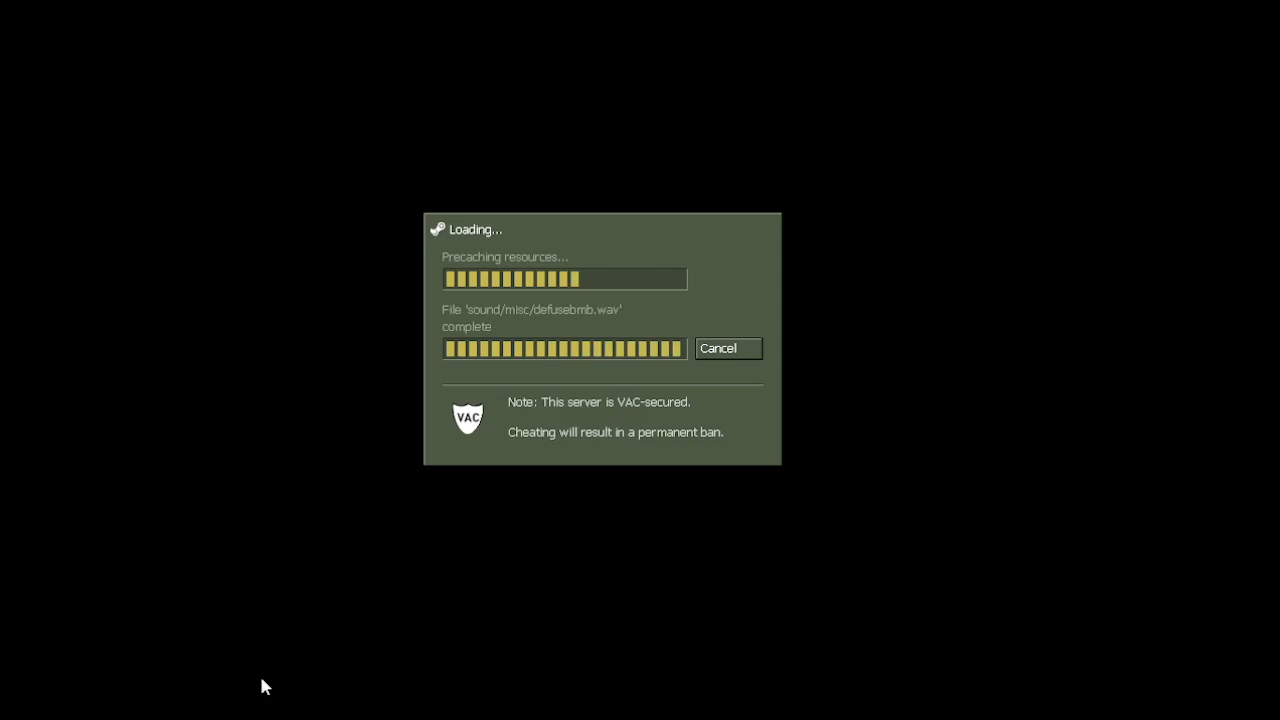 Loading...
Precaching resources...
File 'sound/misc/defusebmb.wav'
complete
Cancel
Note: This server is VAC-secured.
VAC
Cheating will result in a permanent ban.